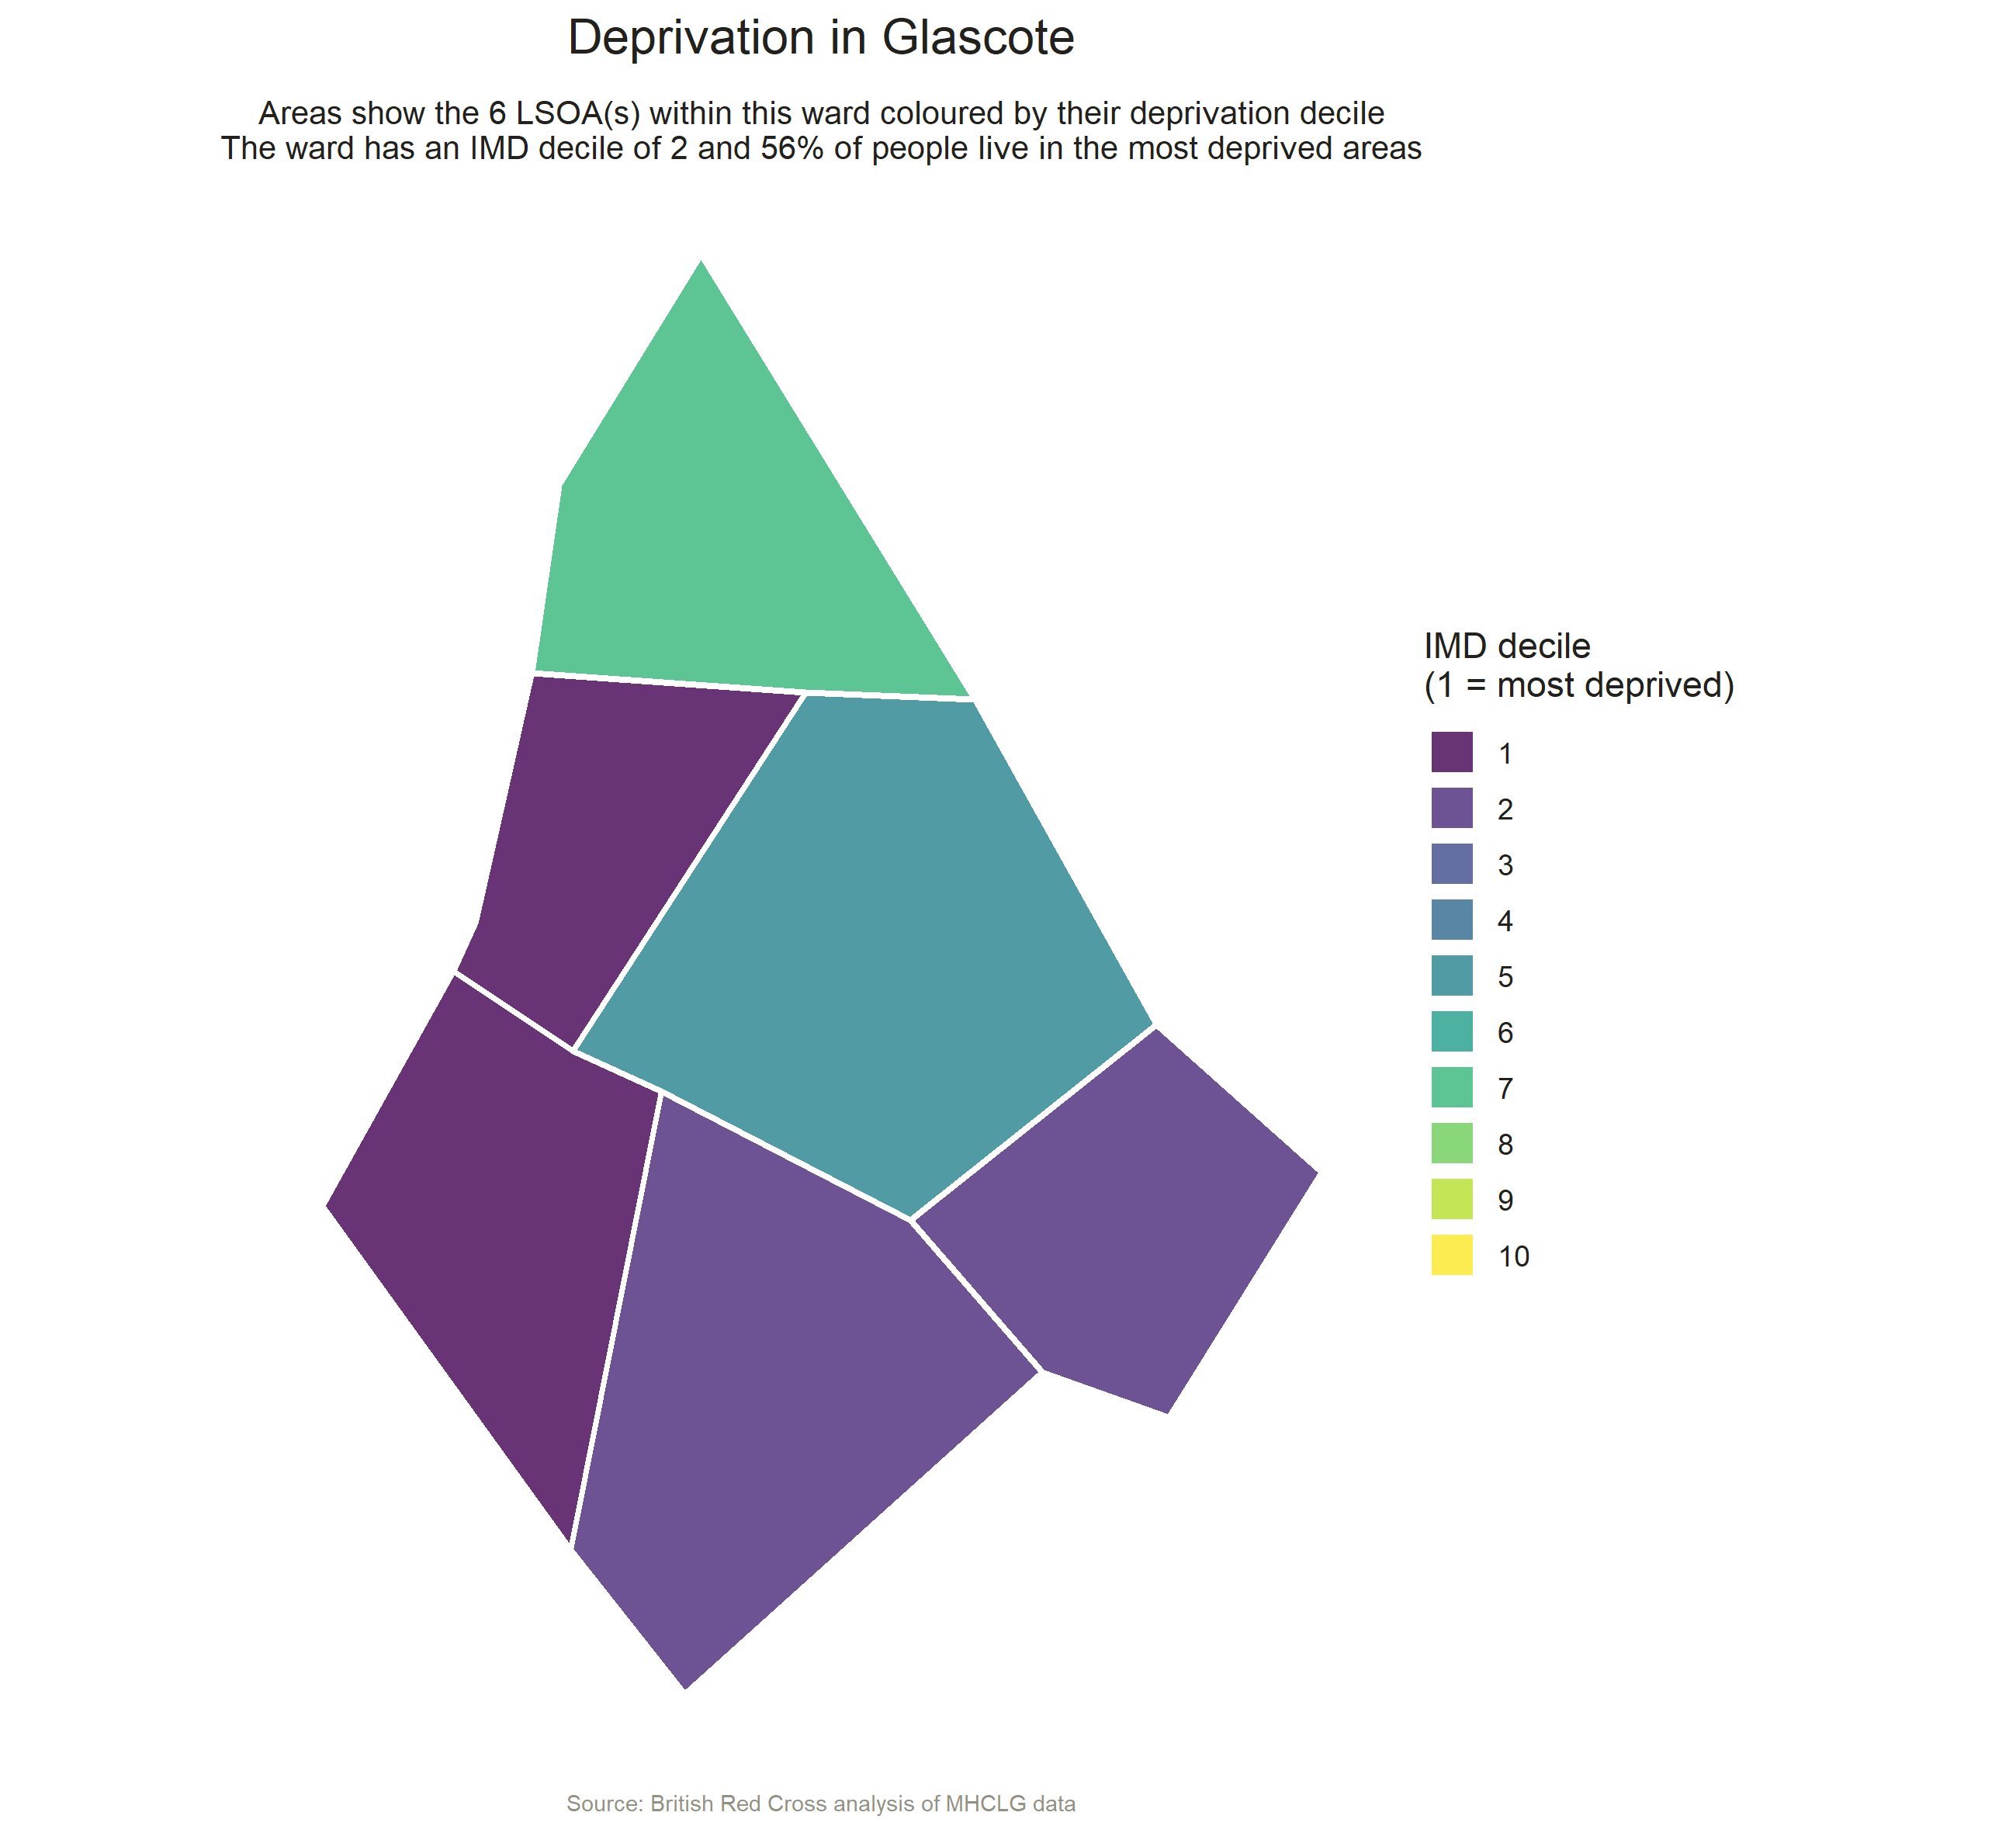 Deprivation in Glascote
Areas show the 6 LSOA(s) within this ward coloured by their deprivation decile
The ward has an IMD decile of 2 and 56% of people live in the most deprived areas
IMD decile
(1 = most deprived)
1
2
3
4
5
6
7
8
9
10
Source: British Red Cross analysis of MHCLG data